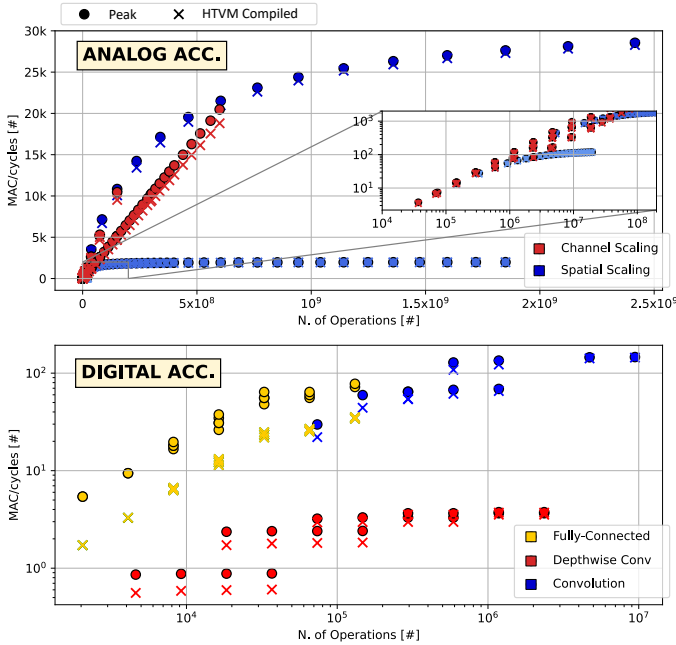 Peak HTVM Compiled
ANALOG ACC.
MAC/cycles [#]
30k
25k
20k
15k
10k
5k
0
10³
10²
10¹
10⁴ 10⁵ 10⁶ 10⁷ 10⁸
Channel Scaling
Spatial Scaling
0 5x10⁸ 10⁹ 1.5x10⁹ 2x10⁹ 2.5x10⁹
N. of Operations [#]
DIGITAL ACC.
MAC/cycles [#]
10²
10¹
10⁰
Fully-Connected
Depthwise Conv
Convolution
10⁴ 10⁵ 10⁶ 10⁷
N. of Operations [#]